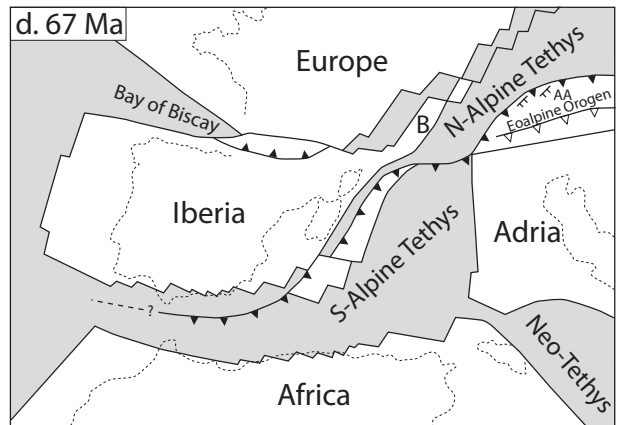 d. 67 Ma
Europe
N-Alpine Tethys
AA
Eoalpine Orogen
Bay of Biscay
B
Iberia
Adria
S-Alpine Tethys
?
Neo-Tethys
Africa